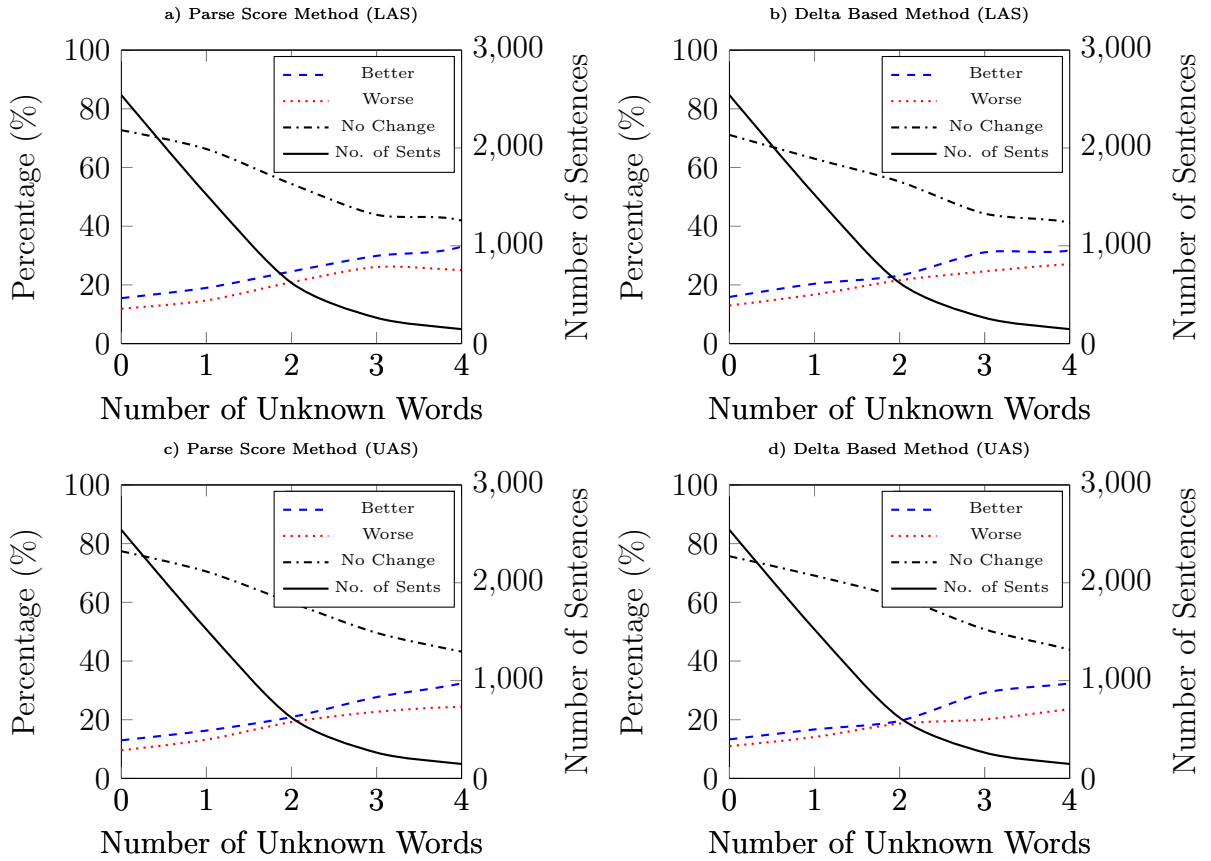 a) Parse Score Method (LAS)
100
80
60
40
20
0
Percentage (%)
3,000
2,000
1,000
0
Number of Sentences
Better
Worse
No Change
No. of Sents
0 1 2 3 4
Number of Unknown Words
b) Delta Based Method (LAS)
100
80
60
40
20
0
Percentage (%)
3,000
2,000
1,000
0
Number of Sentences
Better
Worse
No Change
No. of Sents
0 1 2 3 4
Number of Unknown Words
c) Parse Score Method (UAS)
100
80
60
40
20
0
Percentage (%)
3,000
2,000
1,000
0
Number of Sentences
Better
Worse
No Change
No. of Sents
0 1 2 3 4
Number of Unknown Words
d) Delta Based Method (UAS)
100
80
60
40
20
0
Percentage (%)
3,000
2,000
1,000
0
Number of Sentences
Better
Worse
No Change
No. of Sents
0 1 2 3 4
Number of Unknown Words